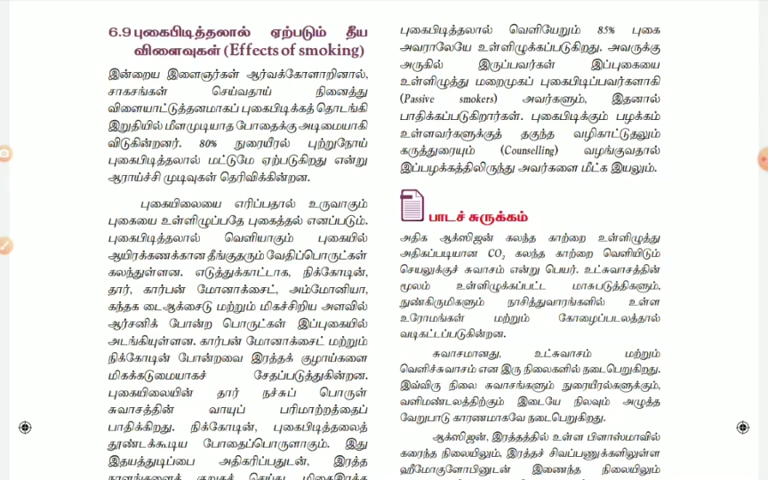 6.9 புகைபிடித்தலால் ஏற்படும் தீய
விளைவுகள் (Effects of smoking)
இன்றைய இளைஞர்கள் ஆர்வக்கோளாறினால்,
சாகசங்கள் செய்வதாய் நினைத்து
விளையாட்டுத்தனமாகப் புகைபிடிக்கத் தொடங்கி
இறுதியில் மீளமுடியாத போதைக்கு அடிமையாகி
விடுகின்றனர். 80% நுரையீரல் புற்றுநோய்
புகைபிடித்தலால் மட்டுமே ஏற்படுகிறது என்று
ஆராய்ச்சி முடிவுகள் தெரிவிக்கின்றன.
புகையிலையை எரிப்பதால் உருவாகும்
புகையை உள்ளிழுப்பதே புகைத்தல் எனப்படும்.
புகைபிடித்தலால் வெளியாகும் புகையில்
ஆயிரக்கணக்கான தீங்குதரும் வேதிப்பொருட்கள்
கலந்துள்ளன. எடுத்துக்காட்டாக, நிக்கோடின்,
தார், கார்பன் மோனாக்சைட், அம்மோனியா,
கந்தக டைஆக்சைடு மற்றும் மிகச்சிறிய அளவில்
ஆர்சனிக் போன்ற பொருட்கள் இப்புகையில்
அடங்கியுள்ளன. கார்பன் மோனாக்சைட் மற்றும்
நிக்கோடின் போன்றவை இரத்தக் குழாய்களை
மிகக்கடுமையாகச் சேதப்படுத்துகின்றன.
புகையிலையின் தார் நச்சுப் பொருள்
சுவாசத்தின் வாயுப் பரிமாற்றத்தைப்
பாதிக்கிறது. நிக்கோடின், புகைபிடித்தலைத்
தூண்டக்கூடிய போதைப்பொருளாகும். இது
இதயத்துடிப்பை அதிகரிப்பதுடன், இரத்த
நாளங்களைக் குறுகச் செய்து மிகைஇரத்த
புகைபிடித்தலால் வெளியேறும் 85% புகை
அவராலேயே உள்ளிழுக்கப்படுகிறது. அவருக்கு
அருகில் இருப்பவர்கள் இப்புகையை
உள்ளிழுத்து மறைமுகப் புகைபிடிப்பவர்களாகி
(Passive smokers) அவர்களும், இதனால்
பாதிக்கப்படுகிறார்கள். புகைபிடிக்கும் பழக்கம்
உள்ளவர்களுக்குத் தகுந்த வழிகாட்டுதலும்
கருத்துரையும் (Counselling) வழங்குவதால்
இப்பழக்கத்திலிருந்து அவர்களை மீட்க இயலும்.
பாடச் சுருக்கம்
அதிக ஆக்ஸிஜன் கலந்த காற்றை உள்ளிழுத்து
அதிகப்படியான CO₂ கலந்த காற்றை வெளியிடும்
செயலுக்குச் சுவாசம் என்று பெயர். உட்சுவாசத்தின்
மூலம் உள்ளிழுக்கப்பட்ட மாசுபடுத்திகளும்,
நுண்கிருமிகளும் நாசித்துவாரங்களில் உள்ள
உரோமங்கள் மற்றும் கோழைப்படலத்தால்
வடிகட்டப்படுகின்றன.
சுவாசமானது, உட்சுவாசம் மற்றும்
வெளிச்சுவாசம் என இரு நிலைகளில் நடைபெறுகிறது.
இவ்விரு நிலை சுவாசங்களும் நுரையீரல்களுக்கும்,
வளிமண்டலத்திற்கும் இடையே நிலவும் அழுத்த
வேறுபாடு காரணமாகவே நடைபெறுகிறது.
ஆக்ஸிஜன், இரத்தத்தில் உள்ள பிளாஸ்மாவில்
கரைந்த நிலையிலும், இரத்தச் சிவப்பணுக்களிலுள்ள
ஹீமோகுளோபினுடன் இணைந்த நிலையிலும்